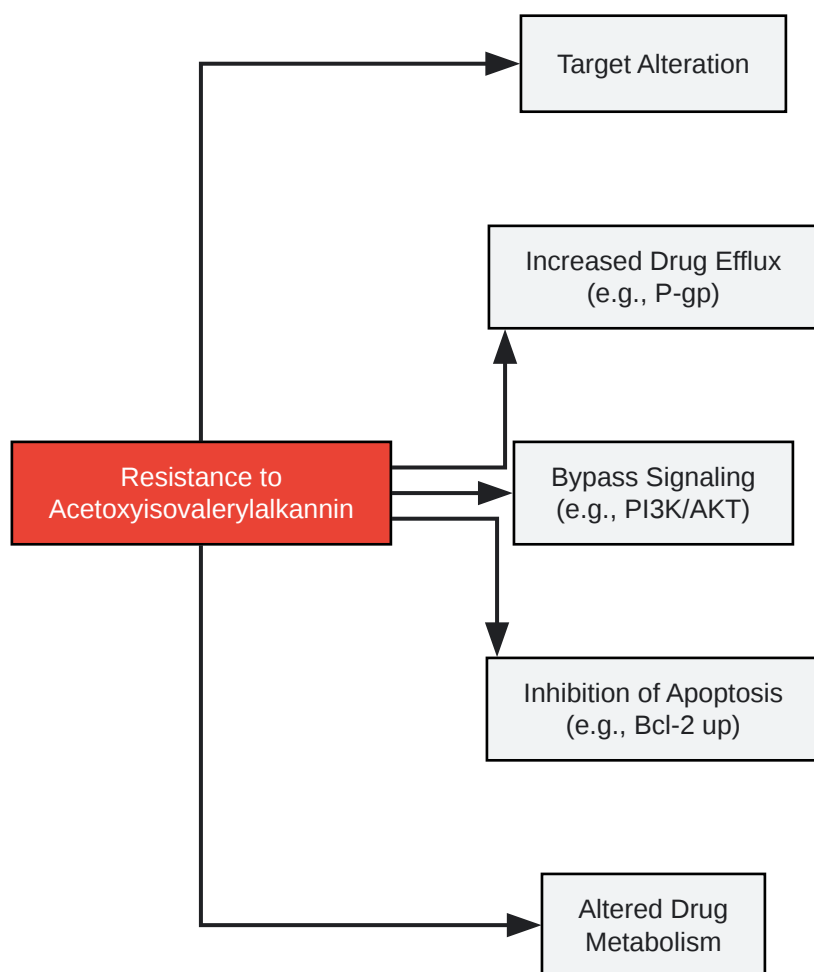 Target Alteration
Increased Drug Efflux
(e.g., P-gp)
Resistance to
Acetoxyisovalerylalkannin
Bypass Signaling
(e.g., PI3K/AKT)
Inhibition of Apoptosis
(e.g., Bcl-2 up)
Altered Drug
Metabolism